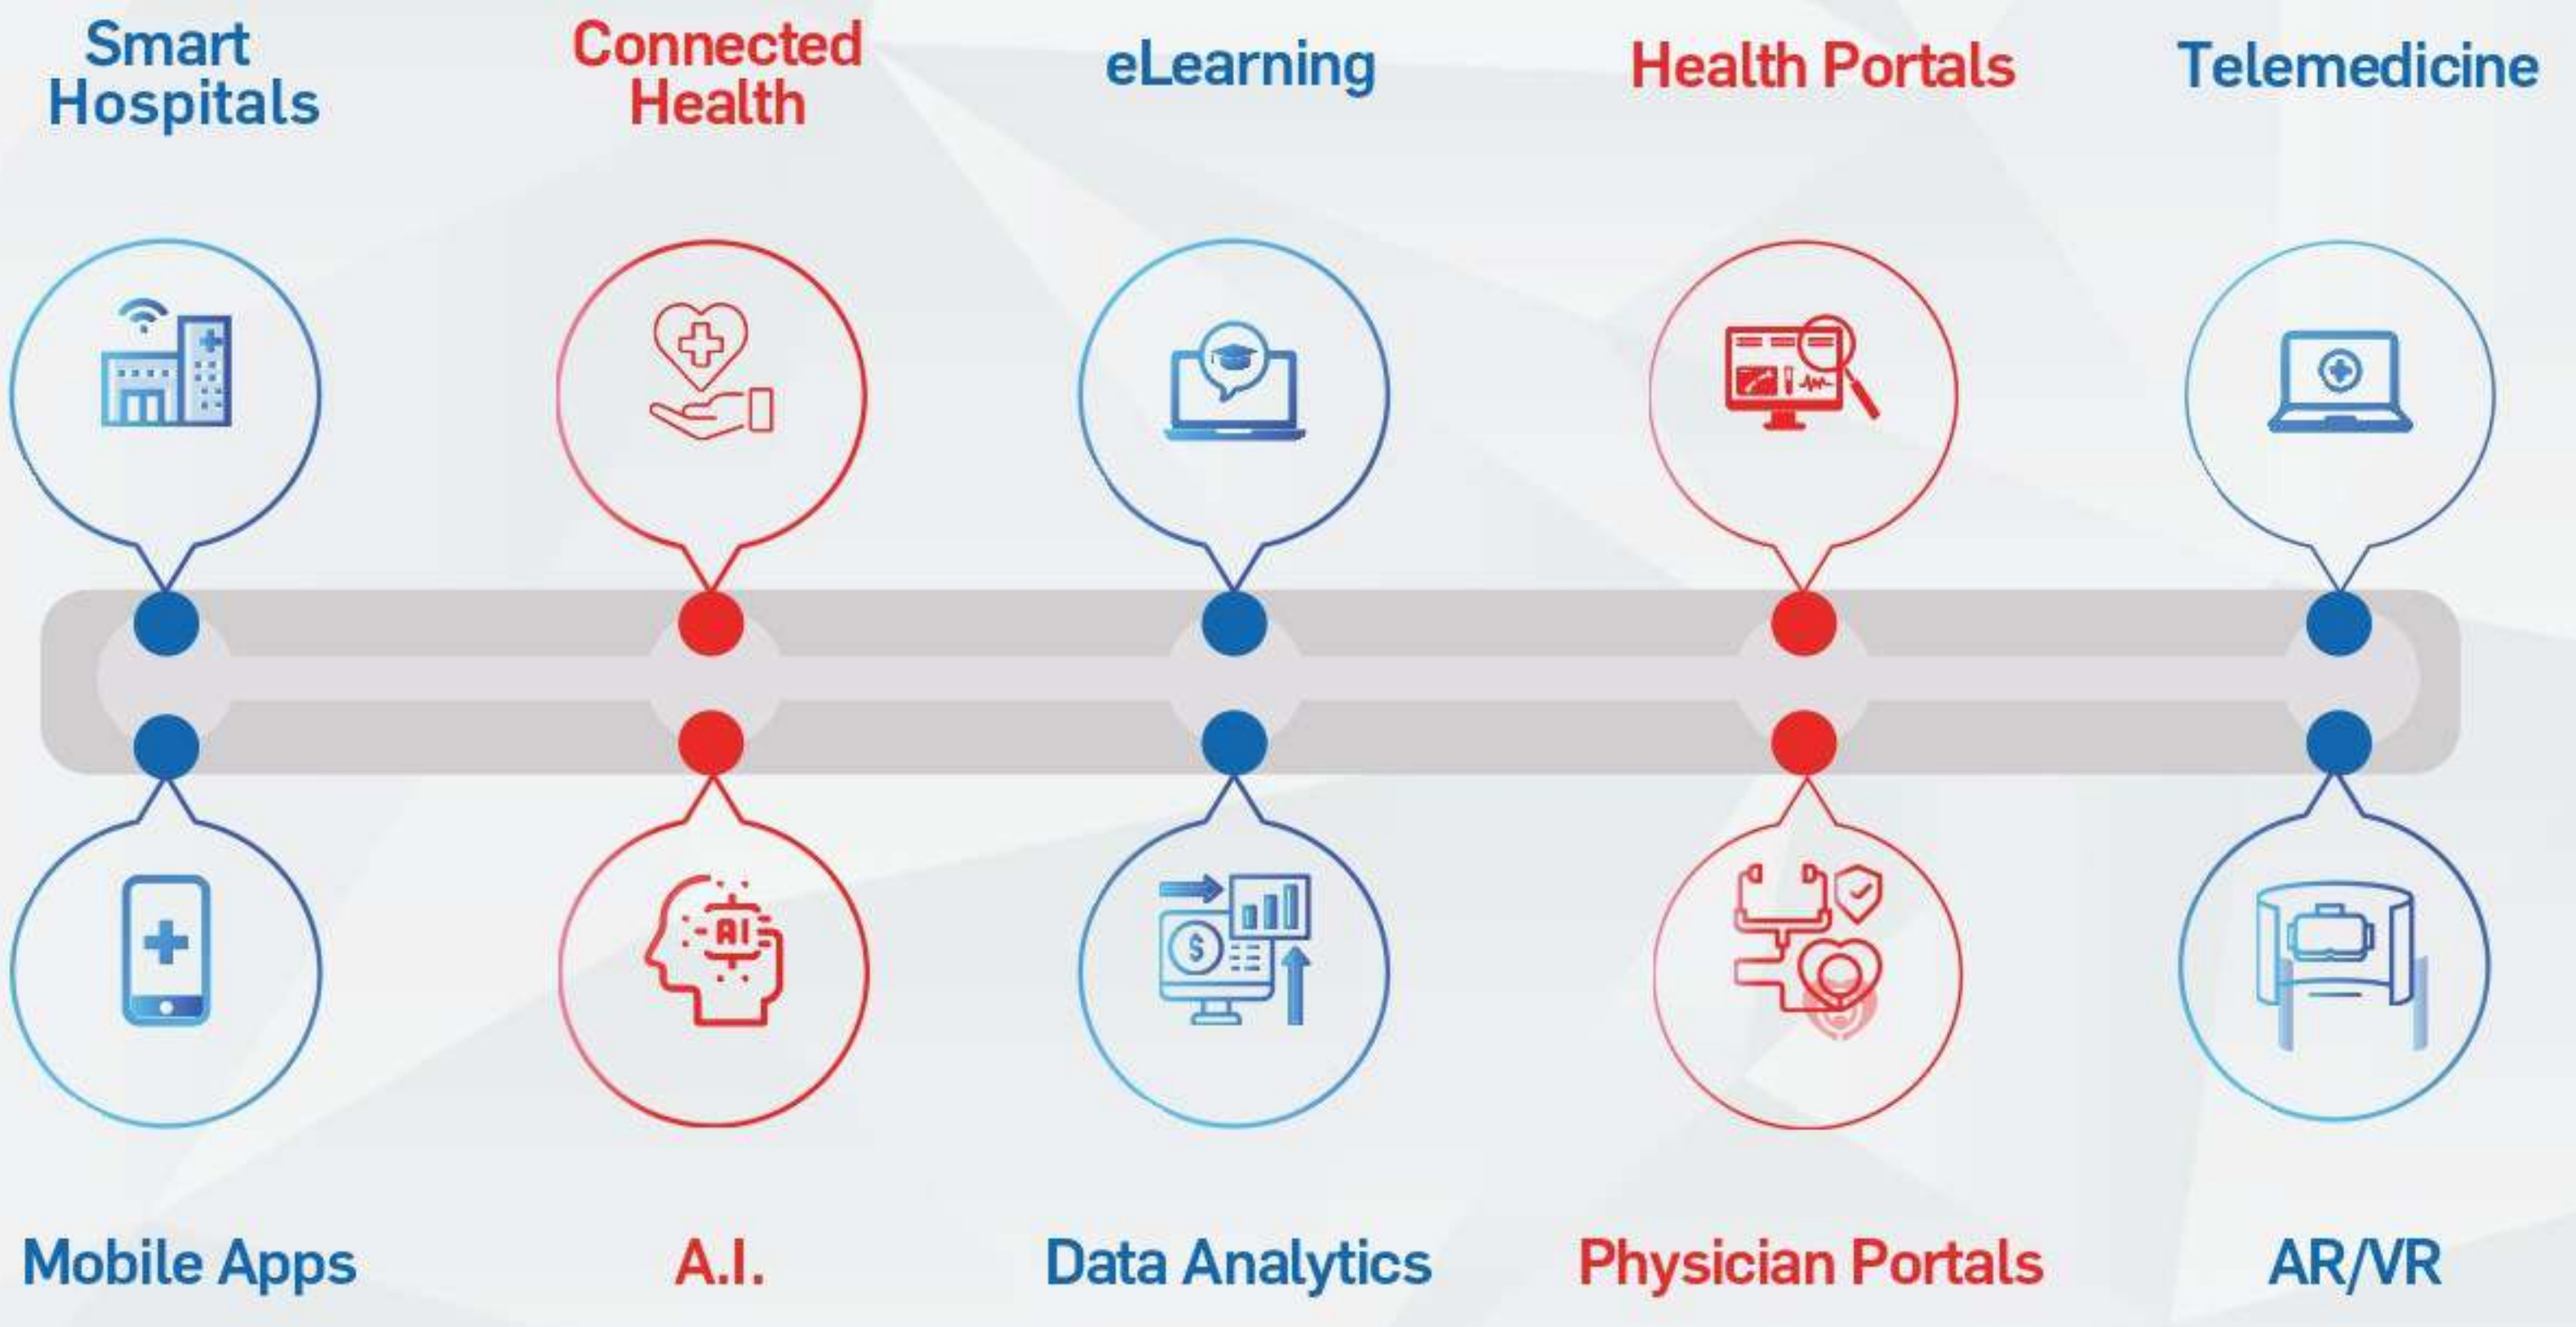 Smart
Hospitals
Connected
Health
eLearning
Health Portals
Telemedicine
AI
$
Mobile Apps
A.I.
Data Analytics
Physician Portals
AR/VR